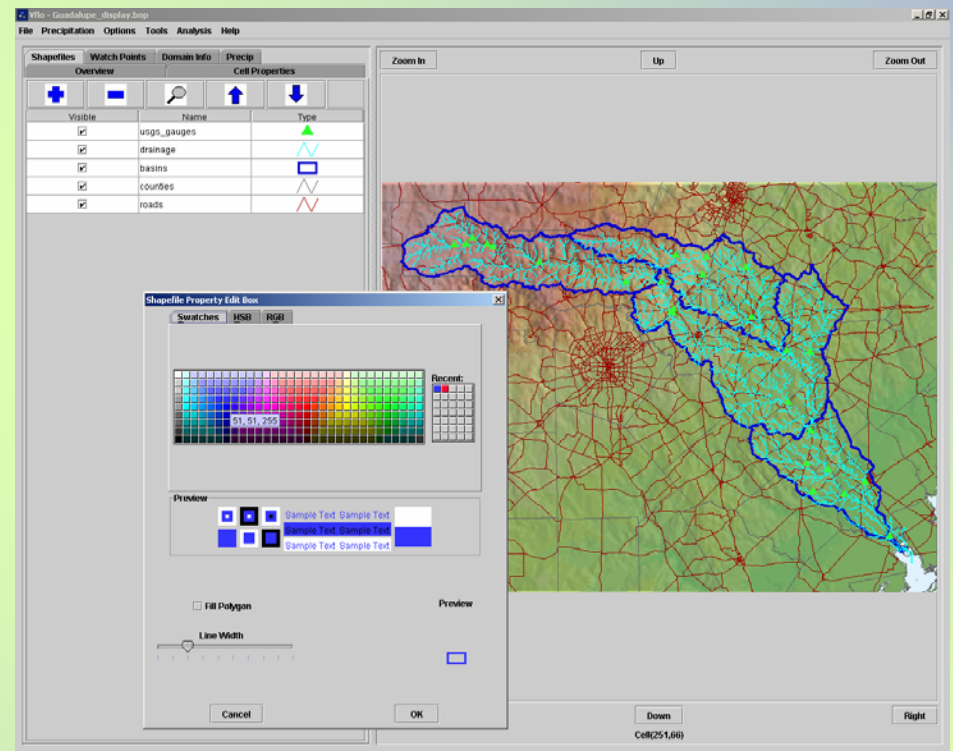 Vflo - Guadalupe_display.bop
File Precipitation Options Tools Analysis Help
Shapefiles Watch Points Domain Info Precip
Overview Cell Properties
Visible Name Type
usgs_gauges
drainage
basins
counties
roads
Zoom In Up Zoom Out
Shapefile Property Edit Box
Swatches HSB RGB
Recent:
51, 51, 255
Preview
Sample Text Sample Text
Sample Text Sample Text
Sample Text Sample Text
Fill Polygon
Preview
Line Width
Cancel OK
Down Right
Cell(251,66)